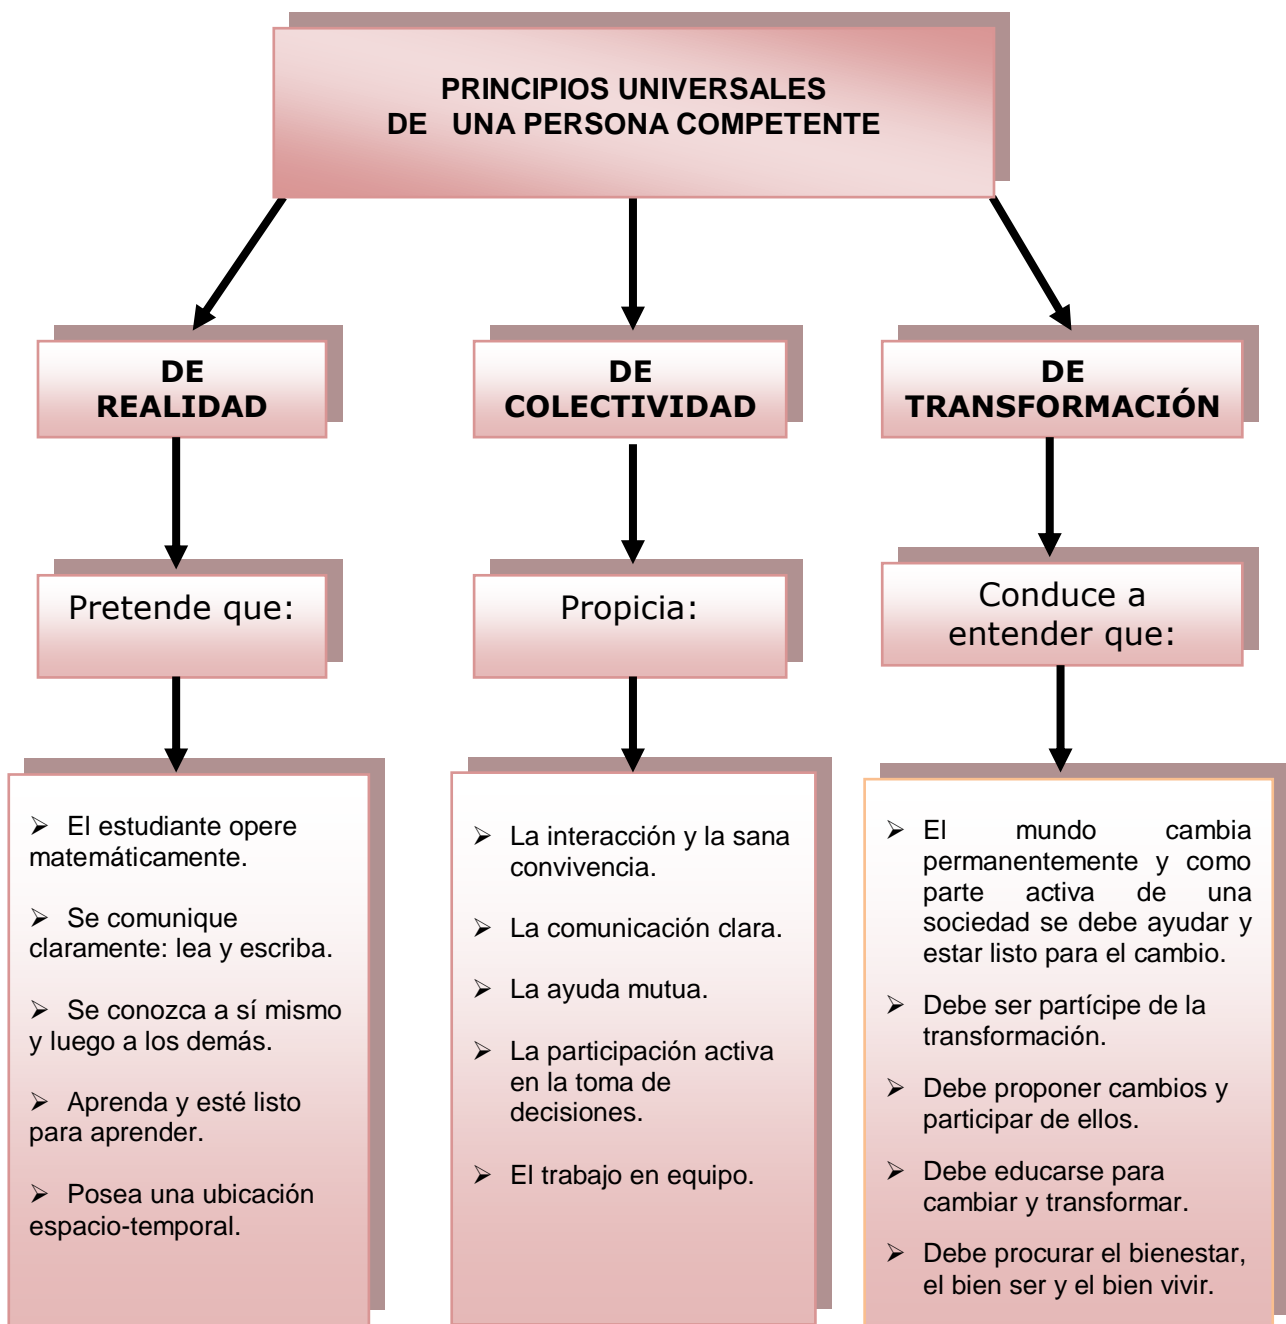 PRINCIPIOS UNIVERSALES
DE UNA PERSONA COMPETENTE
DE
REALIDAD
Pretende que:
➢ El estudiante opere
matemáticamente.
➢ Se comunique
claramente: lea y escriba.
➢ Se conozca a sí mismo
y luego a los demás.
➢ Aprenda y esté listo
para aprender.
➢ Posea una ubicación
espacio-temporal.
DE
COLECTIVIDAD
Propicia:
➢ La interacción y la sana
convivencia.
➢ La comunicación clara.
➢ La ayuda mutua.
➢ La participación activa
en la toma de
decisiones.
➢ El trabajo en equipo.
DE
TRANSFORMACIÓN
Conduce a
entender que:
➢ El mundo cambia
permanentemente y como
parte activa de una
sociedad se debe ayudar y
estar listo para el cambio.
➢ Debe ser partícipe de la
transformación.
➢ Debe proponer cambios y
participar de ellos.
➢ Debe educarse para
cambiar y transformar.
➢ Debe procurar el bienestar,
el bien ser y el bien vivir.